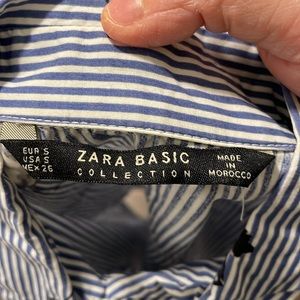 EUR S
USA S
MEX 26
ZARA BASIC
COLLECTION
MADE
IN
MOROCCO